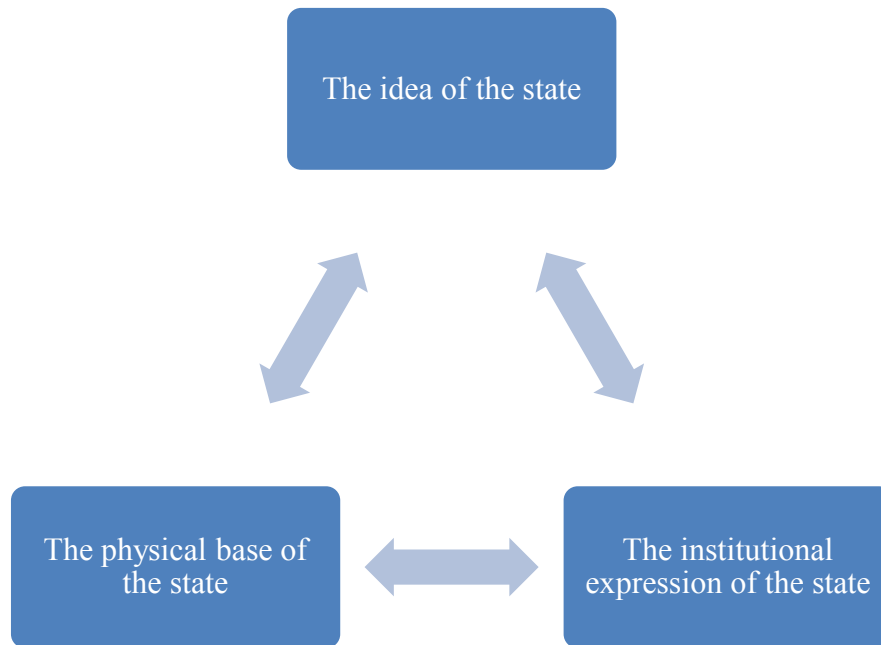 The idea of the state
The physical base of
the state
The institutional
expression of the state